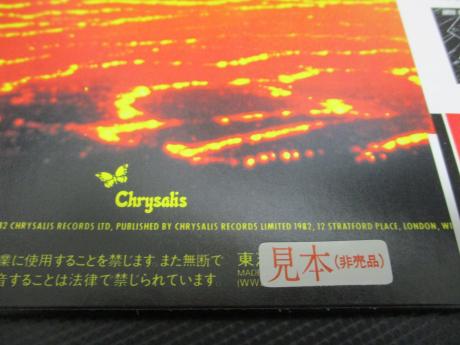 Chrysalis
CHRYSALIS RECORDS LTD, PUBLISHED BY CHRYSALIS RECORDS LIMITED 1982, 12 STRATFORD PLACE, LONDON,
業に使用することを禁じます. また無断で
音することは法律で禁じられています.
東
MADE
(WW
見本(非売品)